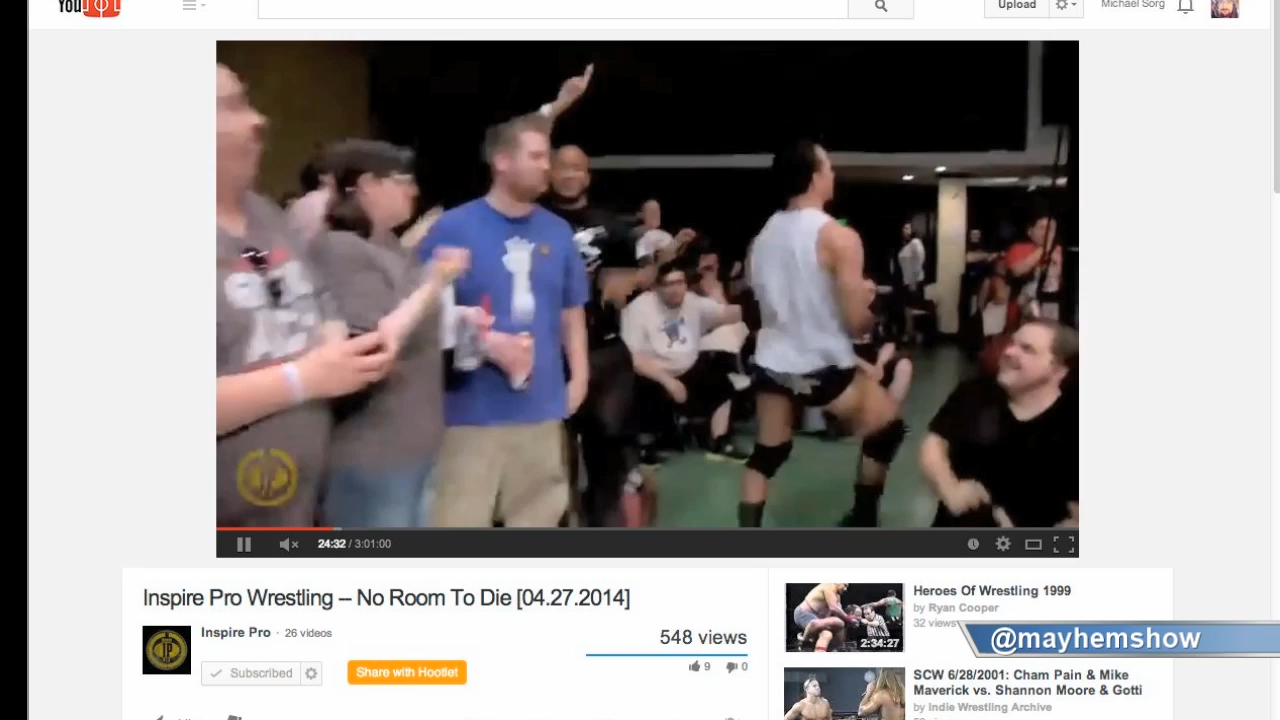 You
Upload
Michael Sorg
24:32 / 3:01:00
Inspire Pro Wrestling – No Room To Die [04.27.2014]
Inspire Pro · 26 videos
Subscribed
Share with Hootlet
548 views
9 0
2:34:27
Heroes Of Wrestling 1999
by Ryan Cooper
32 views
@mayhemshow
SCW 6/28/2001: Cham Pain & Mike
Maverick vs. Shannon Moore & Gotti
by Indie Wrestling Archive